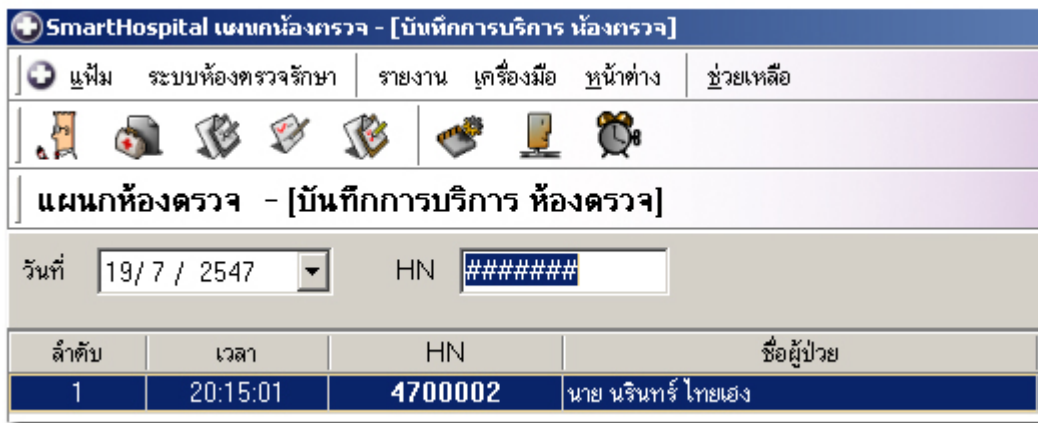 SmartHospital แผนกห้องตรวจ - [บันทึกการบริการ ห้องตรวจ]
แฟ้ม ระบบห้องตรวจรักษา รายงาน เครื่องมือ หน้าต่าง ช่วยเหลือ
แผนกห้องตรวจ - [บันทึกการบริการ ห้องตรวจ]
วันที่ 19/ 7 / 2547 HN #######
ลำดับ เวลา HN ชื่อผู้ป่วย
1 20:15:01 4700002 นาย นรินทร์ ไทยเฮง